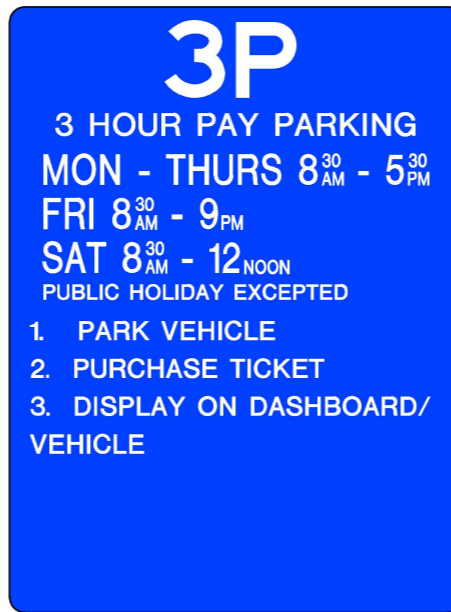 3P
3 HOUR PAY PARKING
MON - THURS 8 30 AM - 5 30 PM
FRI 8 30 AM - 9 PM
SAT 8 30 AM - 12 NOON
PUBLIC HOLIDAY EXCEPTED
1. PARK VEHICLE
2. PURCHASE TICKET
3. DISPLAY ON DASHBOARD/
VEHICLE